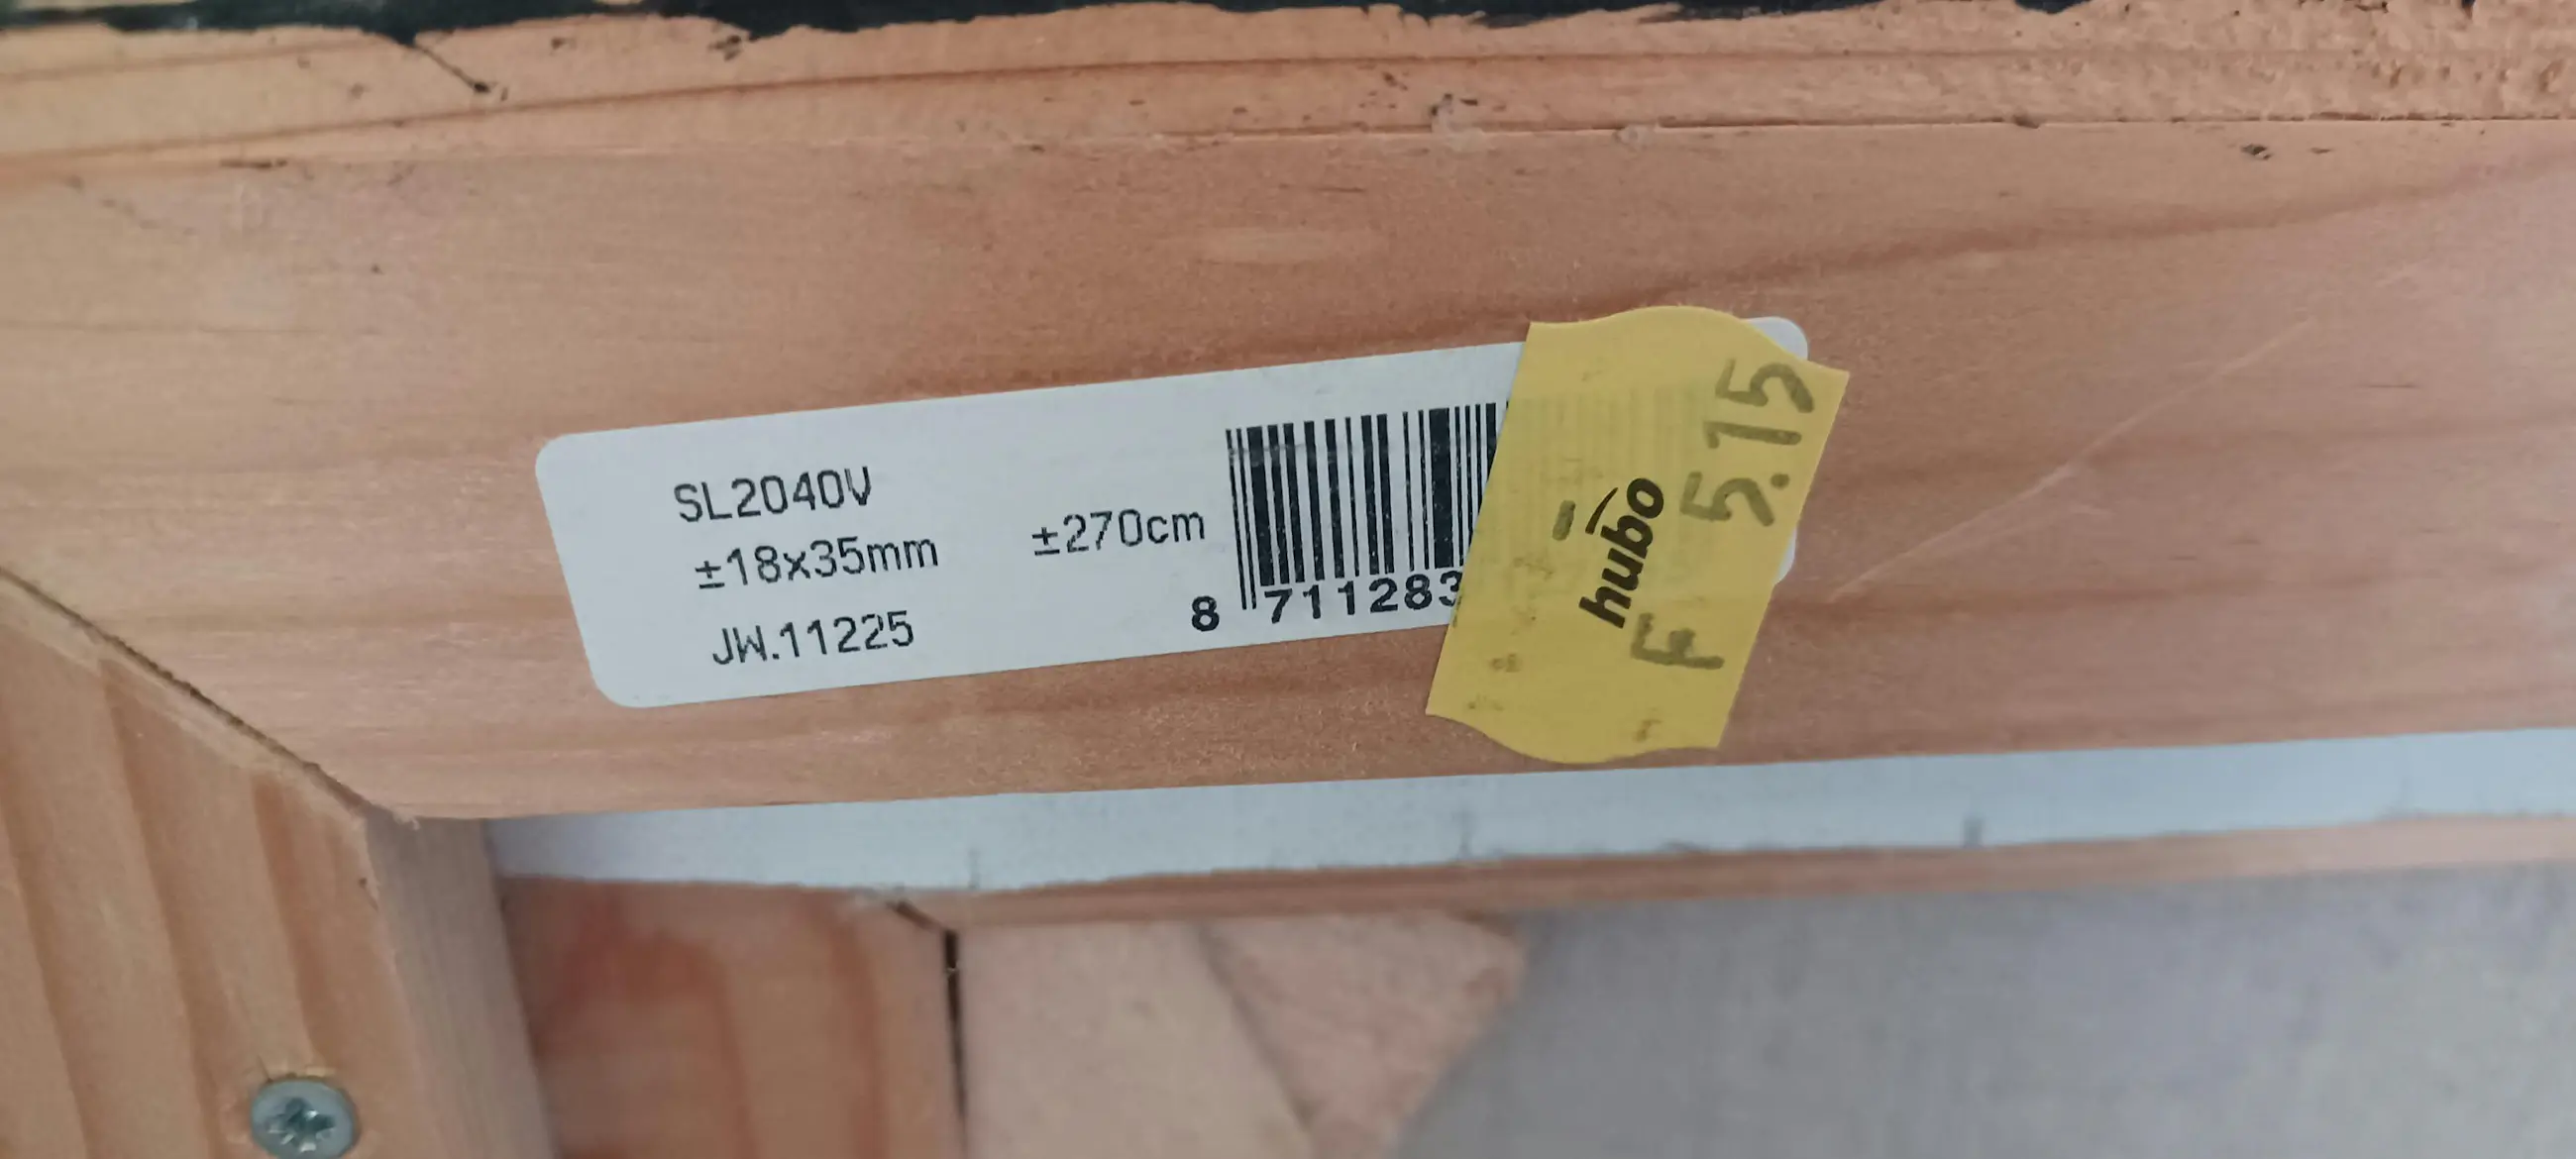 SL2040V
±18x35mm ±270cm
JW.11225
8 711283
hubo
F 5.15